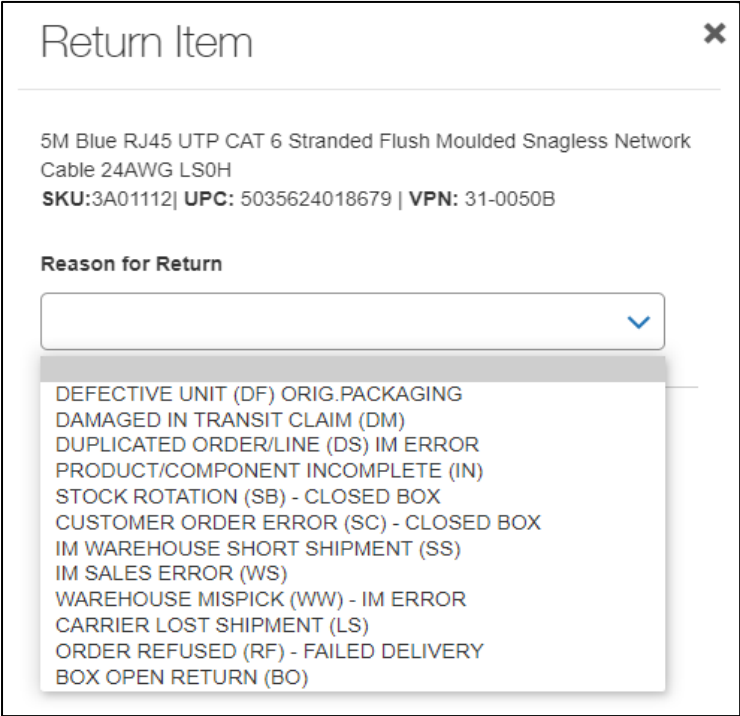 Return Item
5M Blue RJ45 UTP CAT 6 Stranded Flush Moulded Snagless Network
Cable 24AWG LS0H
SKU:3A01112| UPC: 5035624018679 | VPN: 31-0050B
Reason for Return
DEFECTIVE UNIT (DF) ORIG.PACKAGING
DAMAGED IN TRANSIT CLAIM (DM)
DUPLICATED ORDER/LINE (DS) IM ERROR
PRODUCT/COMPONENT INCOMPLETE (IN)
STOCK ROTATION (SB) - CLOSED BOX
CUSTOMER ORDER ERROR (SC) - CLOSED BOX
IM WAREHOUSE SHORT SHIPMENT (SS)
IM SALES ERROR (WS)
WAREHOUSE MISPICK (WW) - IM ERROR
CARRIER LOST SHIPMENT (LS)
ORDER REFUSED (RF) - FAILED DELIVERY
BOX OPEN RETURN (BO)